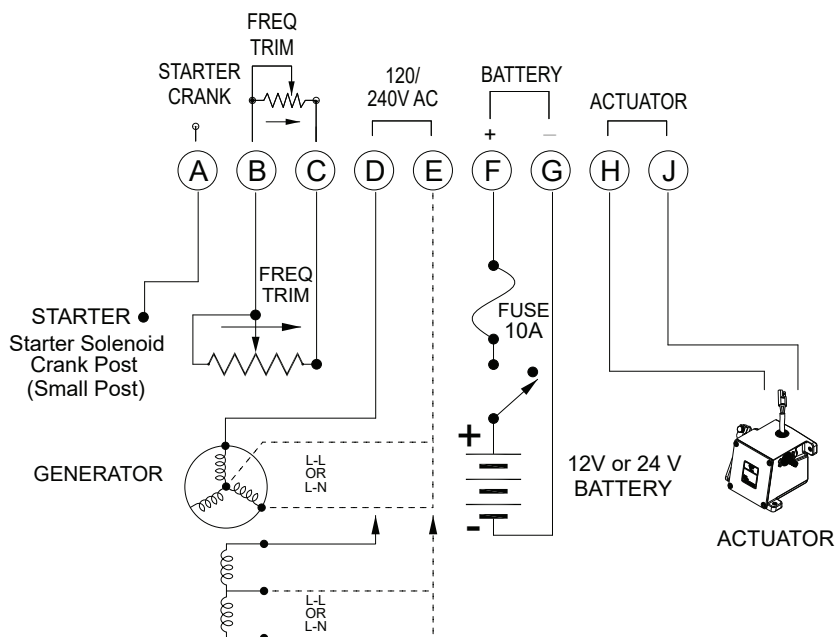 FREQ
TRIM
STARTER
CRANK
120/
240V AC
BATTERY
ACTUATOR
+ –
A B C D E F G H J
FREQ
TRIM
STARTER
Starter Solenoid
Crank Post
(Small Post)
FUSE
10A
GENERATOR
L-L
OR
L-N
+
12V or 24 V
BATTERY
-
ACTUATOR
L-L
OR
L-N